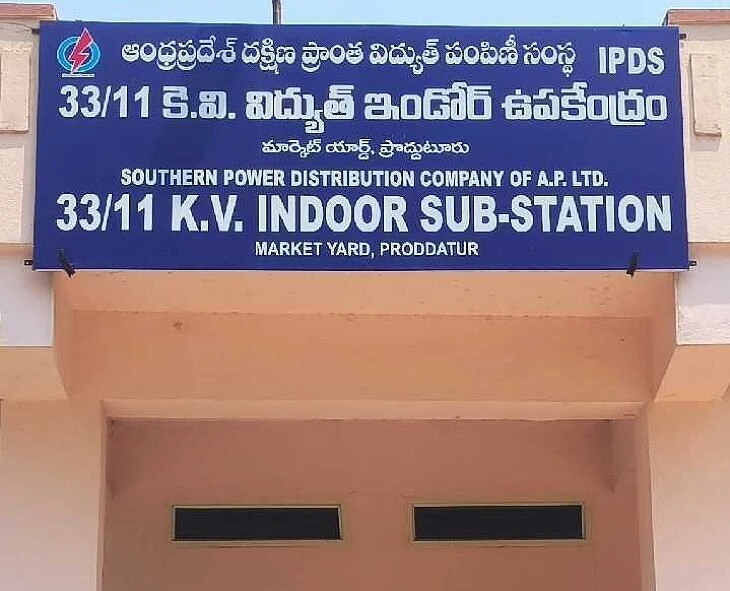 ఆంధ్రప్రదేశ్ దక్షిణ ప్రాంత విద్యుత్ పంపిణీ సంస్థ IPDS
33/11 కె.వి. విద్యుత్ ఇండోర్ ఉపకేంద్రం
మార్కెట్ యార్డ్, ప్రొద్దుటూరు
SOUTHERN POWER DISTRIBUTION COMPANY OF A.P. LTD.
33/11 K.V. INDOOR SUB-STATION
MARKET YARD, PRODDATUR